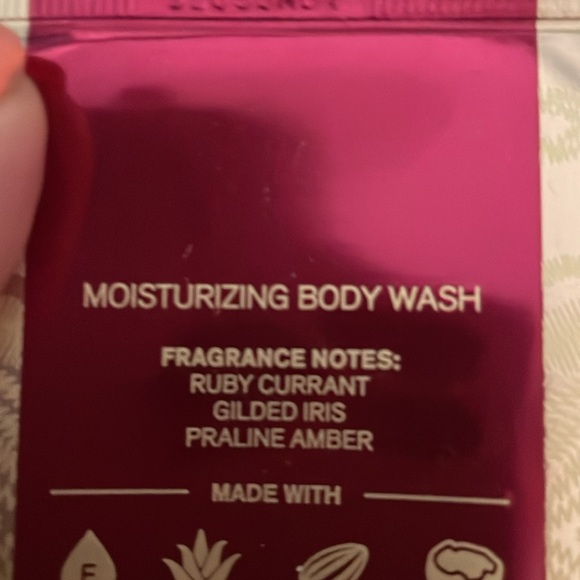 MOISTURIZING BODY WASH
FRAGRANCE NOTES:
RUBY CURRANT
GILDED IRIS
PRALINE AMBER
MADE WITH
E